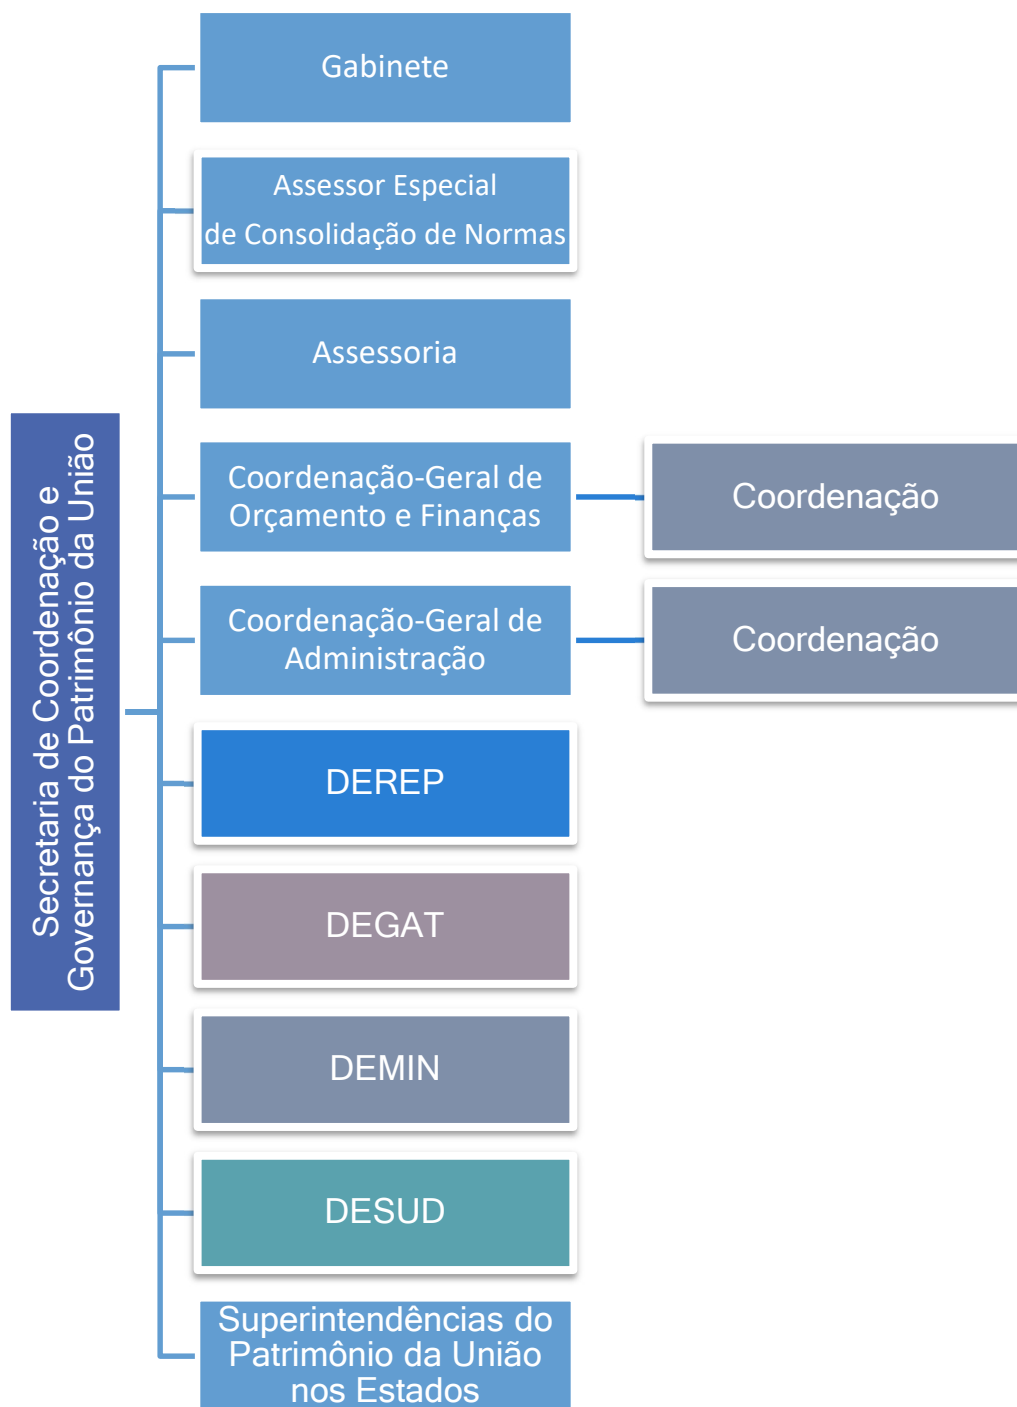 Gabinete
Assessor Especial
de Consolidação de Normas
Assessoria
Secretaria de Coordenação e
Governança do Patrimônio da União
Coordenação-Geral de
Orçamento e Finanças
Coordenação
Coordenação-Geral de
Administração
Coordenação
DEREP
DEGAT
DEMIN
DESUD
Superintendências do
Patrimônio da União
nos Estados